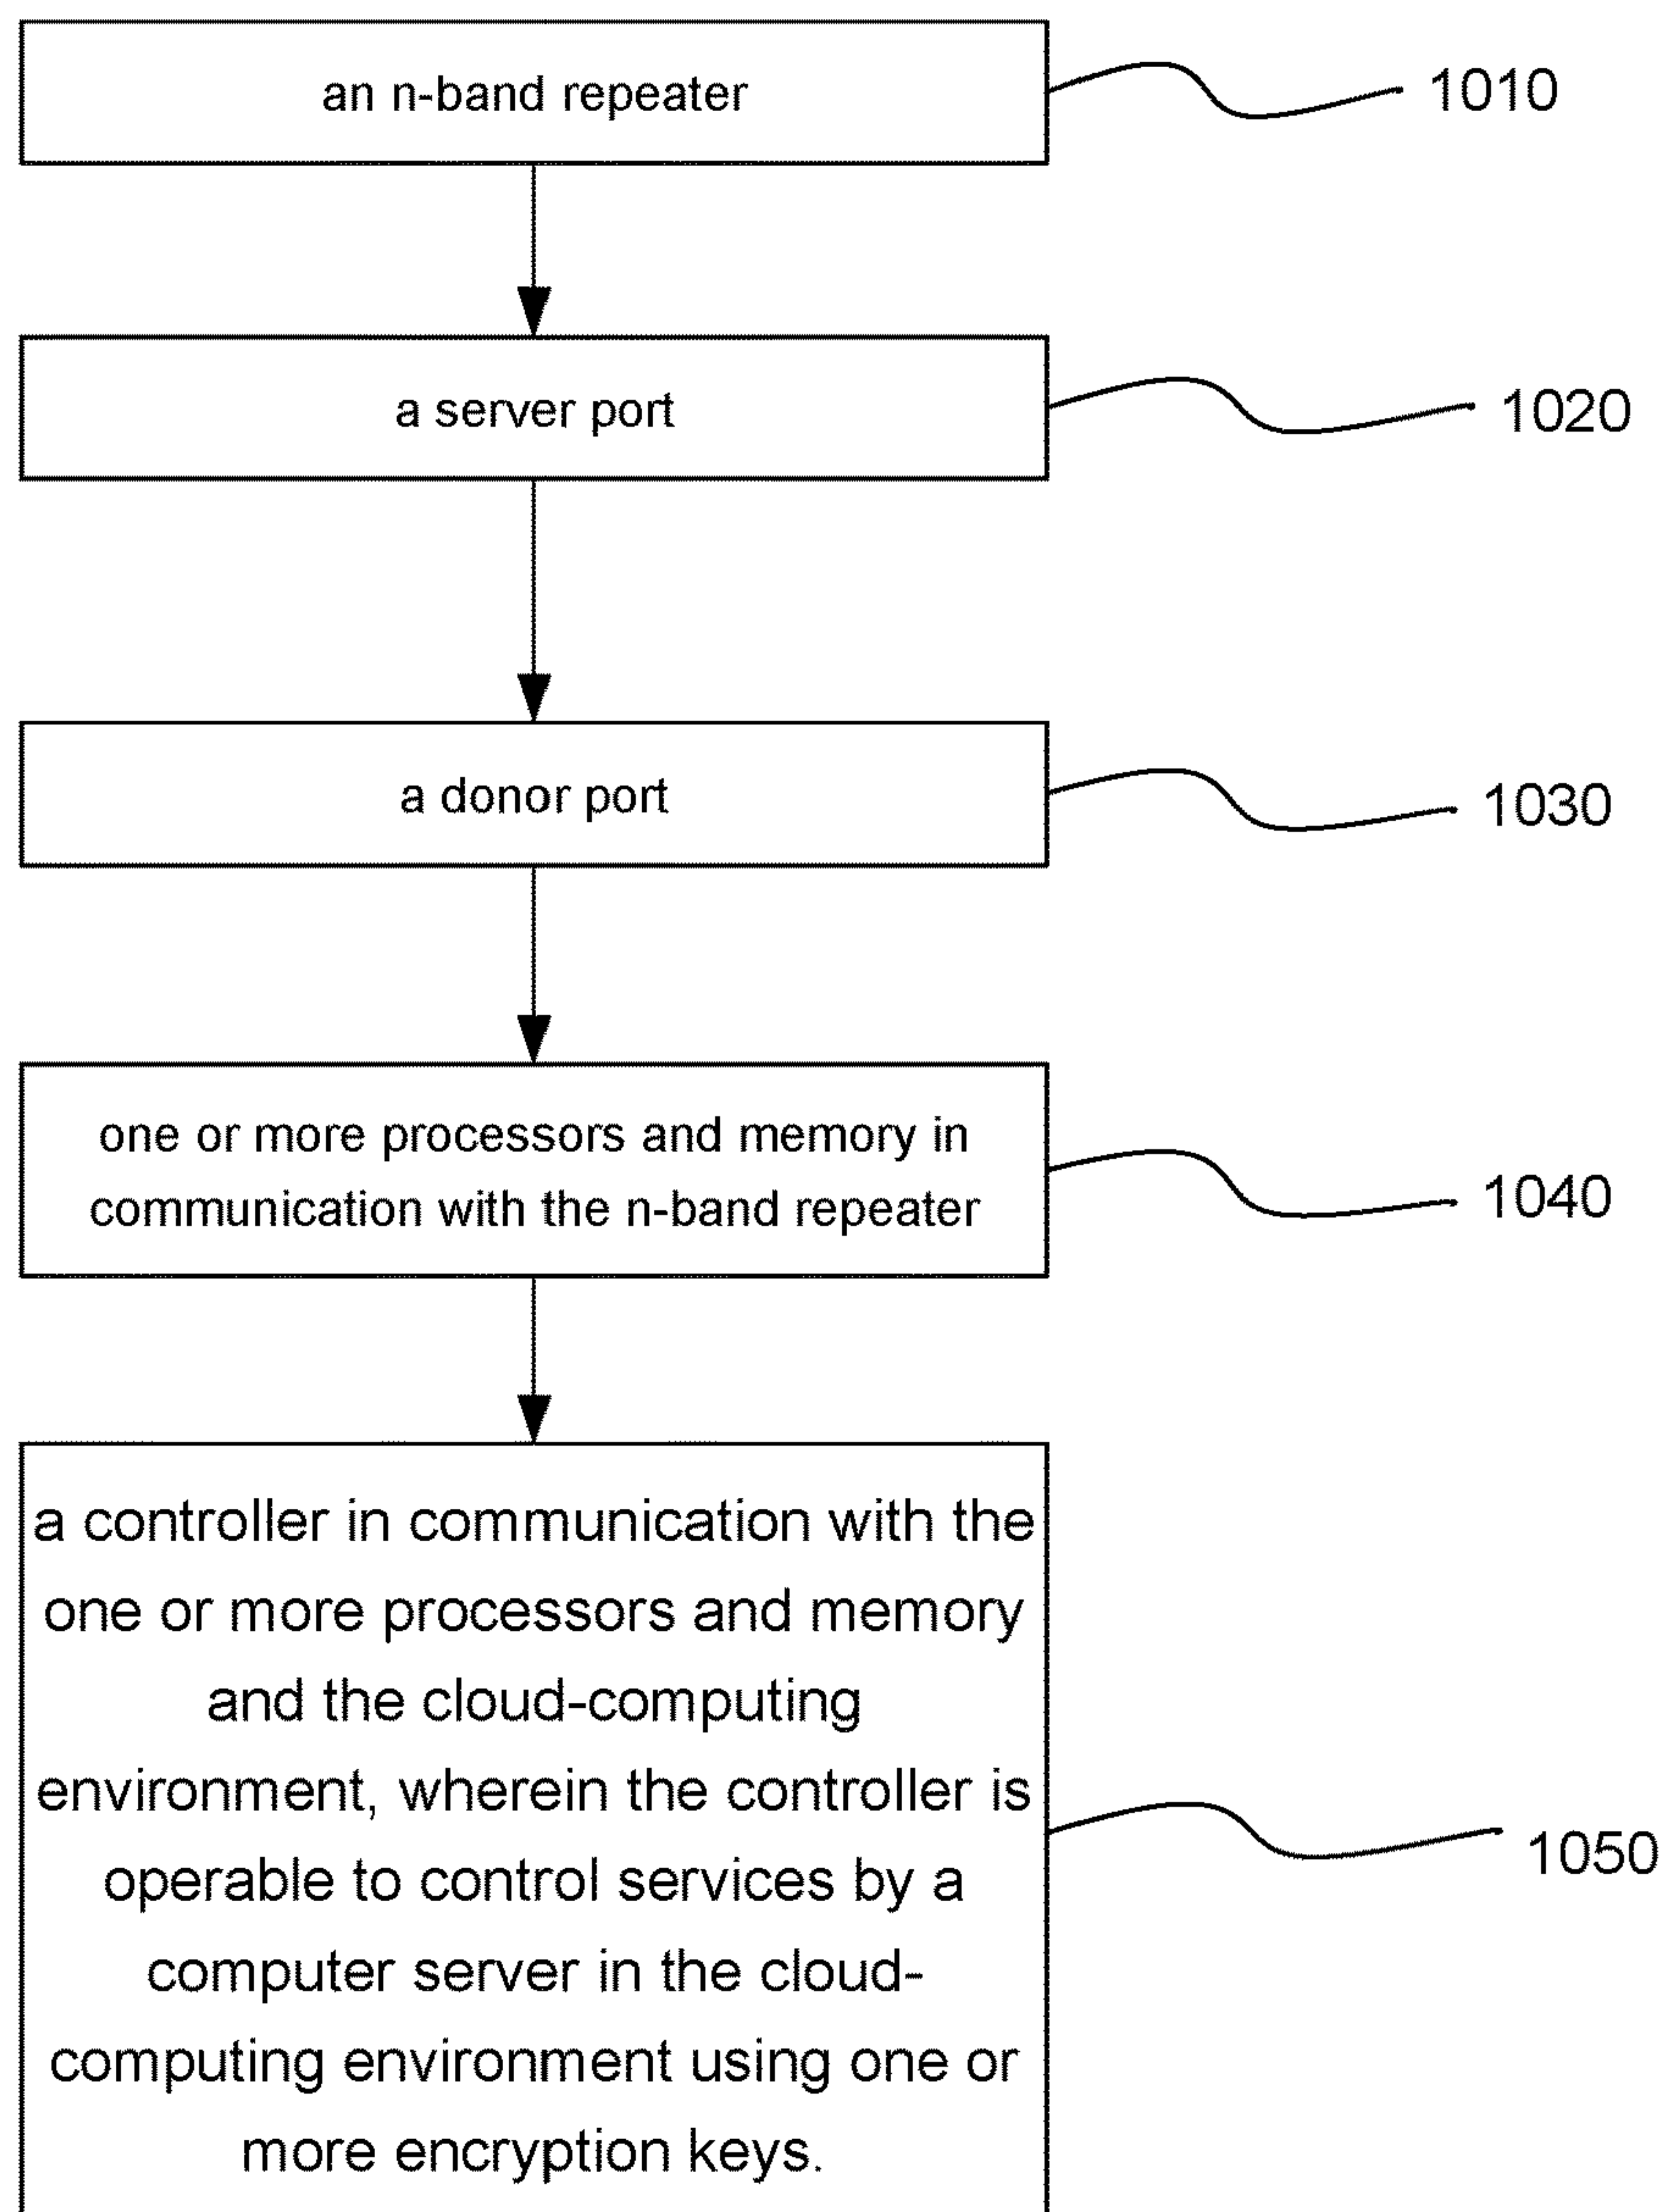 an n-band repeater
1010
a server port
1020
a donor port
1030
one or more processors and memory in
communication with the n-band repeater
1040
a controller in communication with the
one or more processors and memory
and the cloud-computing
environment, wherein the controller is
operable to control services by a
computer server in the cloud-
computing environment using one or
more encryption keys.
1050